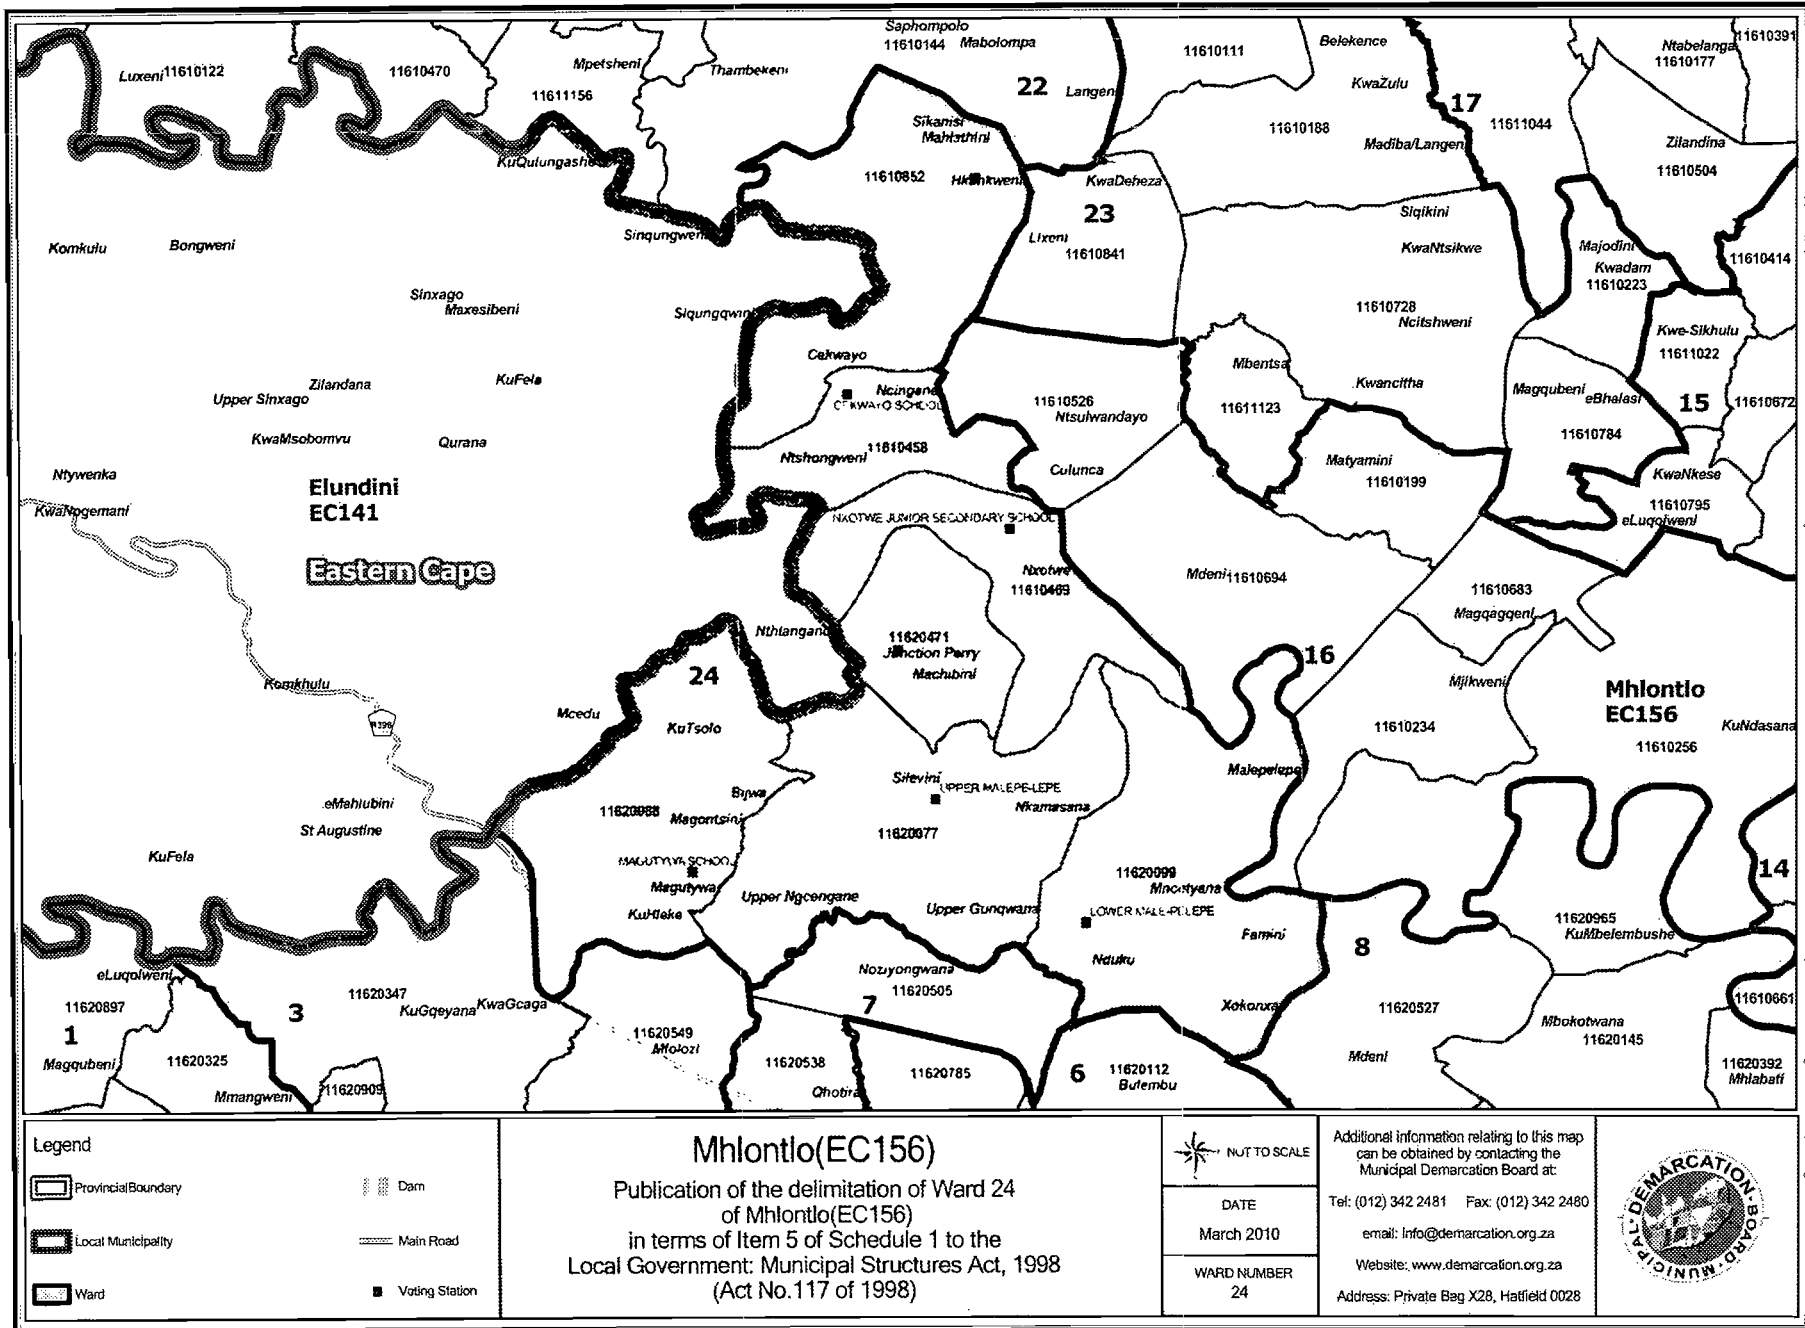 Saphompolo
11610144 Mabolompa
Luxeni 11610122
11610470
Mpetsheni
Thambekeni
11611156
22
Langeni
11610111
Belekence
KwaZulu
17
11611044
Ntabelanga
11610177
11610391
Sikanisi
Mahlathini
11610188
Madiba/Langeni
Zilandina
11610504
KuQulungashe
11610852
KwaDeheza
23
Lixeni
11610841
Siqikini
KwaNtsikwe
Majodini
Kwadam
11610223
11610414
Komkulu
Bongweni
Sinqungweni
Sinxago
Maxesibeni
Siqungqwini
11610728
Ncitshweni
Kwe-Sikhulu
11611022
Cekwayo
Mbentsa
Kwancitha
Magqubeni
eBhalasi
15
11610672
Zilandana
KuFela
Upper Sinxago
Ncingane
CEKWAYO SCHOOL
11610526
Ntsulwandayo
11611123
11610784
KwaMsobomvu
Qurana
Ntshongweni 11610458
Culunca
Matyamini
11610199
KwaNkese
11610795
eLuqolweni
Ntywenka
Elundini
EC141
KwaNogemani
NXOTWE JUNIOR SECONDARY SCHOOL
Eastern Cape
Nxotwe
11610469
Mdeni 11610694
11610683
Magqagqeni
Nthlangano
11620471
Junction Ferry
Machibini
16
24
Komkhulu
Mjikweni
Mhlontlo
EC156
Mcedu
KuTsolo
R396
11610234
KuNdasana
11610256
Malepelepe
Sitevini
UPPER MALEPE-LEPE
Bijwa
Nkamasana
eMahlubini
St Augustine
11620988
Magontsini
11620077
KuFela
MAGUTYWA SCHOOL
Magutywa
11620099
Mncetyana
14
Upper Ngcengane
Upper Gunqwana
LOWER MALE-PELEPE
KuHleke
Famini
8
11620965
KuMbelembushe
Nduku
eLuqolweni
Noziyongwana
11620505
11620897
3
11620347
KuGqeyana
KwaGcaga
7
Xokonxa
11620527
11610661
1
Mbokotwana
11620145
Magqubeni
11620325
11620549
Mfolozi
11620538
11620785
6
11620112
Butembu
Mdeni
11620392
Mhlabati
Mmangweni
11620909
Qhotira
Legend
Provincial Boundary
Dam
Local Municipality
Main Road
Ward
Voting Station
Mhlontlo(EC156)
Publication of the delimitation of Ward 24
of Mhlontlo(EC156)
in terms of Item 5 of Schedule 1 to the
Local Government: Municipal Structures Act, 1998
(Act No.117 of 1998)
NOT TO SCALE
DATE
March 2010
WARD NUMBER
24
Additional information relating to this map
can be obtained by contacting the
Municipal Demarcation Board at:
Tel: (012) 342 2481 Fax: (012) 342 2480
email: info@demarcation.org.za
Website: www.demarcation.org.za
Address: Private Bag X28, Hatfield 0028
MUNICIPAL DEMARCATION BOARD